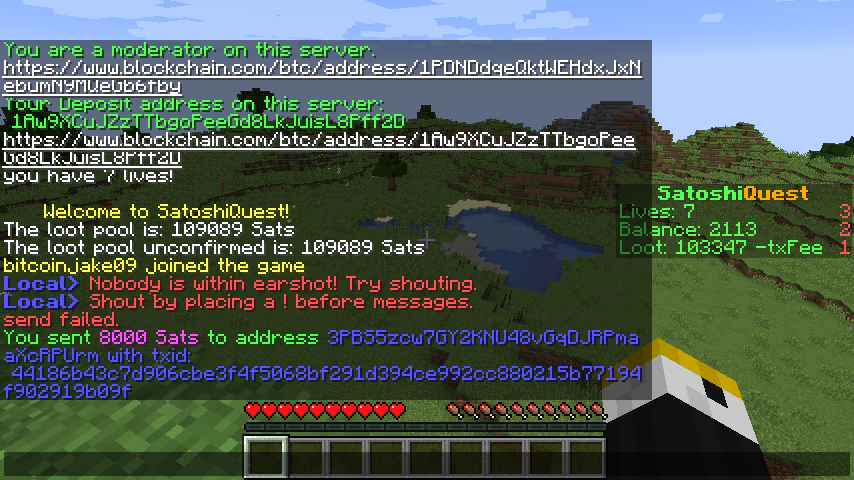 You are a moderator on this server.
https://www.blockchain.com/btc/address/1PDNDdgeQktWEHdxJxN
ebumN9MUeGb6fby
Your Deposit address on this server:
1Aw9XCuJZzTTbgoPeeGd8LkJuisL8Pff2D
https://www.blockchain.com/btc/address/1Aw9XCuJZzTTbgoPee
Gd8LkJuisL8Pff2D
you have 7 lives!
Welcome to SatoshiQuest!
The loot pool is: 109089 Sats
The loot pool unconfirmed is: 109089 Sats
bitcoinjake09 joined the game
Local> Nobody is within earshot! Try shouting.
Local> Shout by placing a ! before messages.
send failed.
You sent 8000 Sats to address 3PBS5zcw7GY2KNU48vGqDJRPma
aXcRPUrm with txid:
44186b43c7d906cbe3f4f5068bf291d394ce992cc880215b77194
f902919b09f
SatoshiQuest
Lives: 7 3
Balance: 2113 2
Loot: 103347 -txFee 1